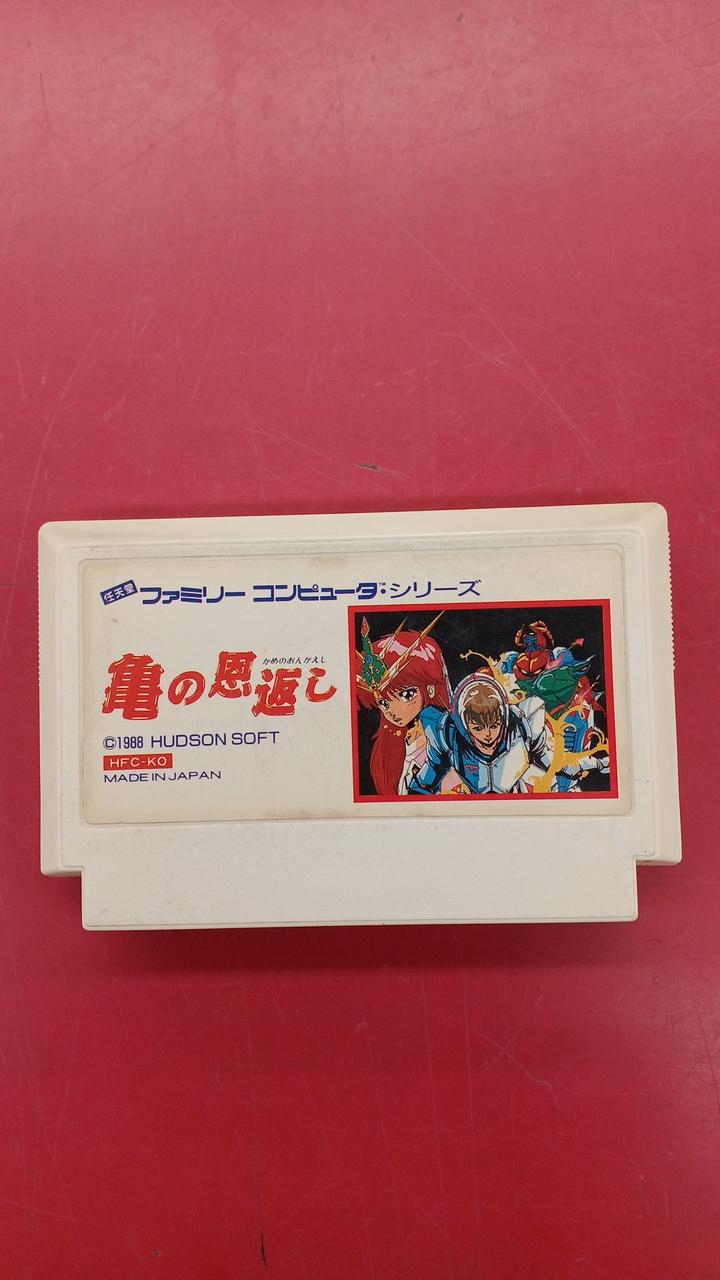 任天堂 ファミリー コンピュータ™・シリーズ
かめのおんがえし
亀の恩返し
©1988 HUDSON SOFT
HFC-KO
MADE IN JAPAN